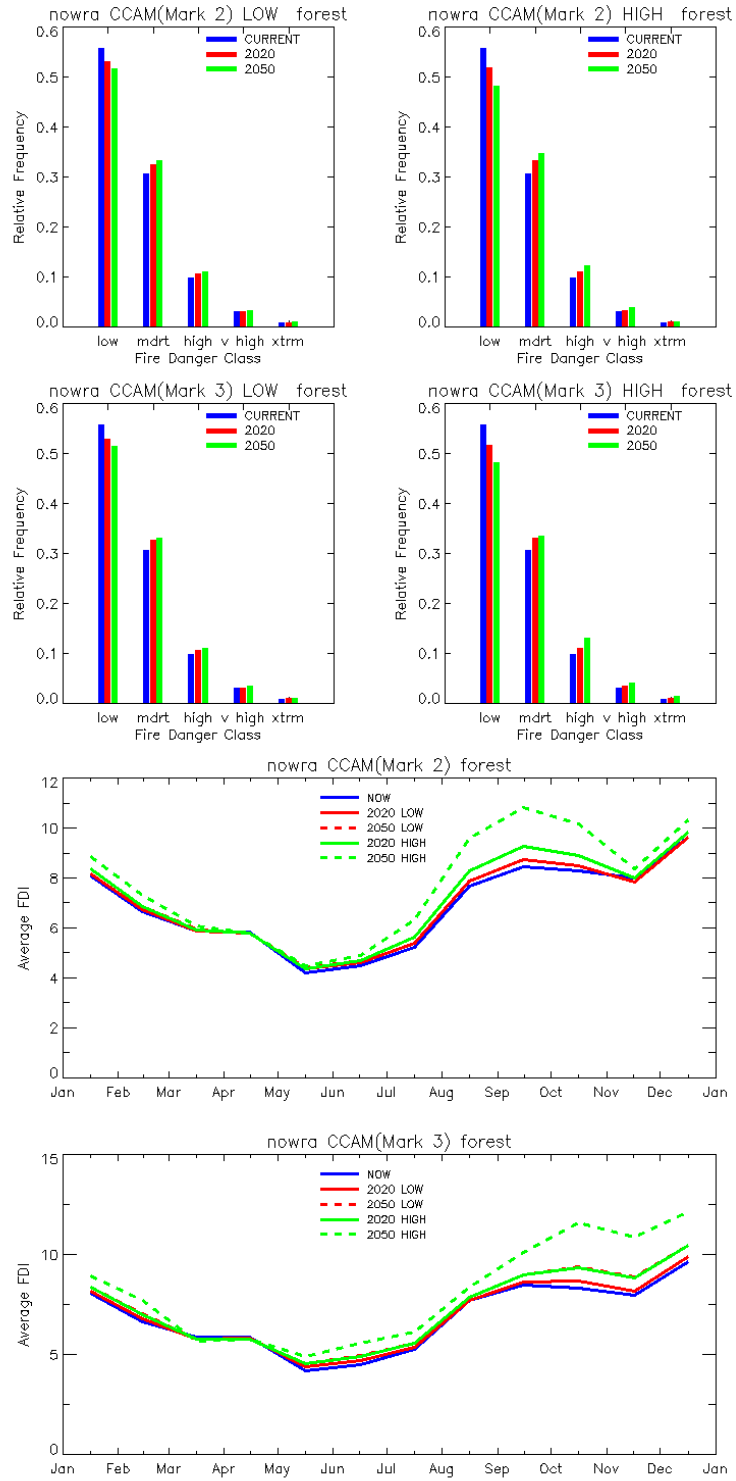 nowra CCAM(Mark 2) LOW forest
CURRENT
2020
2050
0.6
0.5
0.4
0.3
0.2
0.1
0.0
Relative Frequency
low mdrt high v high xtrm
Fire Danger Class
nowra CCAM(Mark 2) HIGH forest
CURRENT
2020
2050
0.6
0.5
0.4
0.3
0.2
0.1
0.0
Relative Frequency
low mdrt high v high xtrm
Fire Danger Class
nowra CCAM(Mark 3) LOW forest
CURRENT
2020
2050
0.6
0.5
0.4
0.3
0.2
0.1
0.0
Relative Frequency
low mdrt high v high xtrm
Fire Danger Class
nowra CCAM(Mark 3) HIGH forest
CURRENT
2020
2050
0.6
0.5
0.4
0.3
0.2
0.1
0.0
Relative Frequency
low mdrt high v high xtrm
Fire Danger Class
nowra CCAM(Mark 2) forest
NOW
2020 LOW
2050 LOW
2020 HIGH
2050 HIGH
12
10
8
6
4
2
0
Average FDI
Jan Feb Mar Apr May Jun Jul Aug Sep Oct Nov Dec Jan
nowra CCAM(Mark 3) forest
NOW
2020 LOW
2050 LOW
2020 HIGH
2050 HIGH
15
10
5
0
Average FDI
Jan Feb Mar Apr May Jun Jul Aug Sep Oct Nov Dec Jan